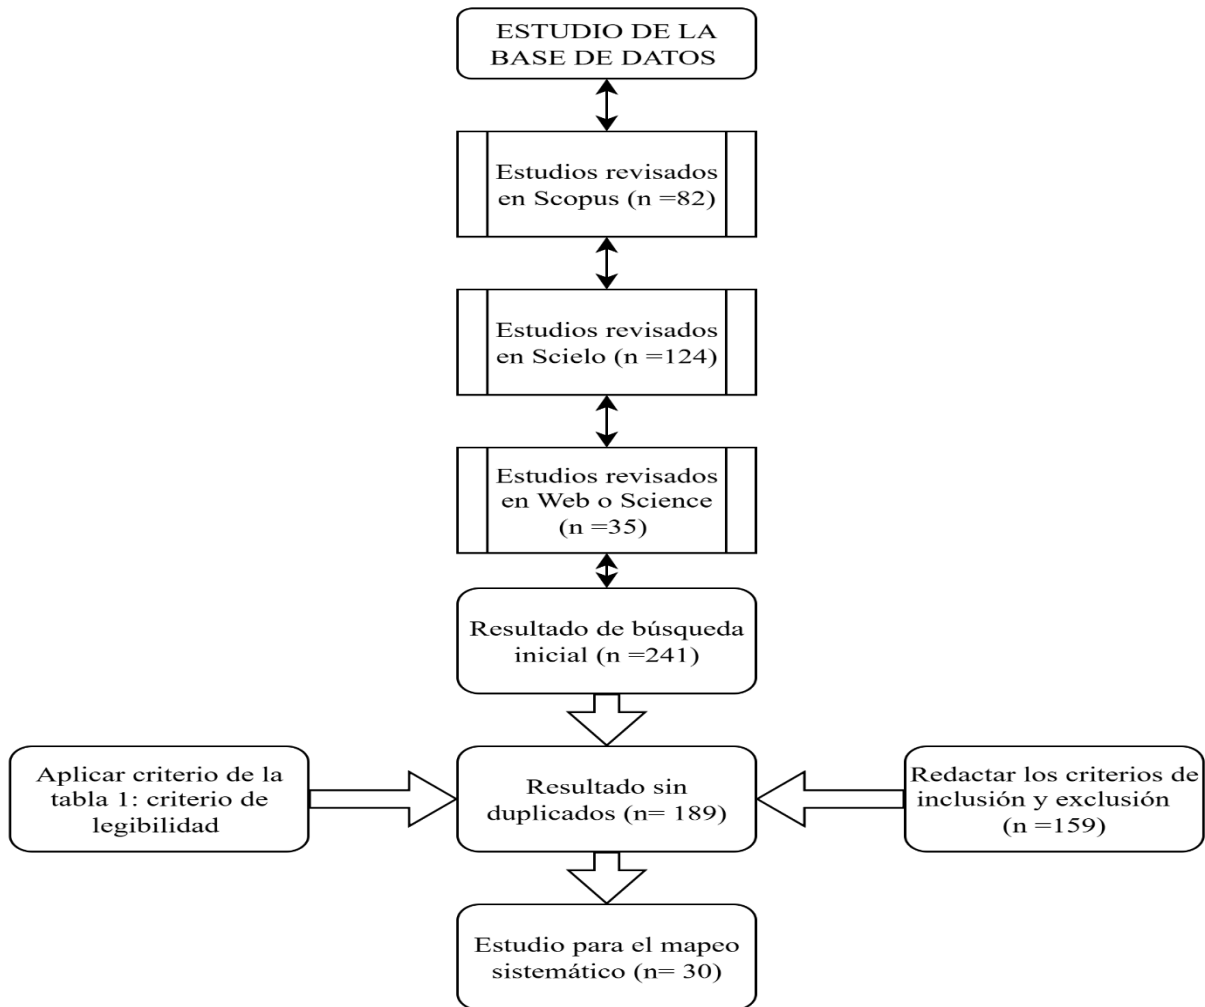 ESTUDIO DE LA
BASE DE DATOS
Estudios revisados
en Scopus (n =82)
Estudios revisados
en Scielo (n =124)
Estudios revisados
en Web o Science
(n =35)
Resultado de búsqueda
inicial (n =241)
Aplicar criterio de la
tabla 1: criterio de
legibilidad
Resultado sin
duplicados (n= 189)
Redactar los criterios de
inclusión y exclusión
(n =159)
Estudio para el mapeo
sistemático (n= 30)